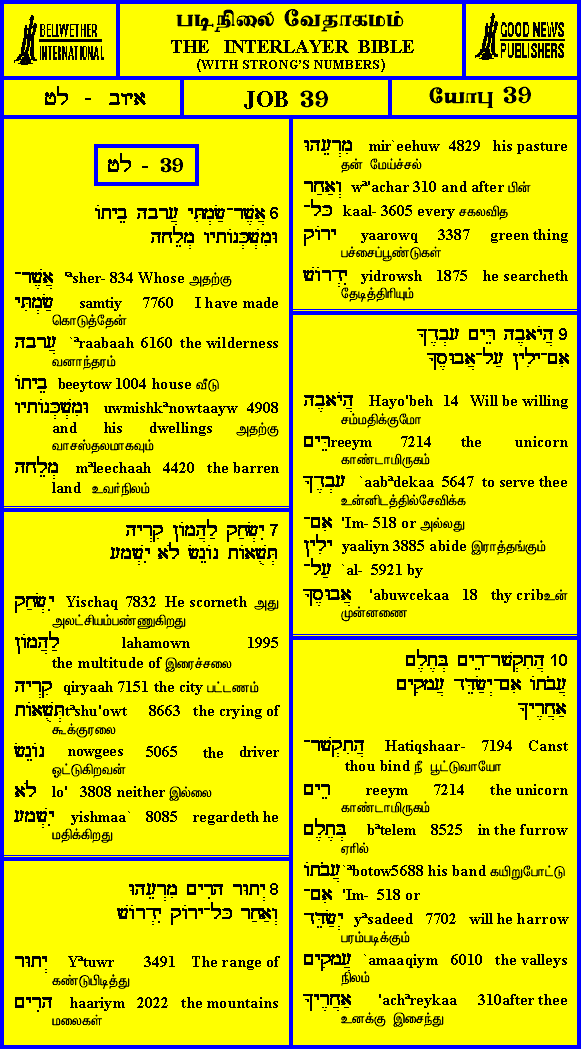 BELLWETHER
INTERNATIONAL
படிநிலை வேதாகமம்
THE INTERLAYER BIBLE
(WITH STRONG'S NUMBERS)
GOOD NEWS
PUBLISHERS
איוב - לט
JOB 39
யோபு 39
לט - 39
6 אֲשֶׁר־שַׂמְתִּי עֲרָבָה בֵיתוֹ
וּמִשְׁכְּנוֹתָיו מְלֵחָה
אֲשֶׁר־ ᵃsher- 834 Whose அதற்கு
שַׂמְתִּי samtiy 7760 I have made
கொடுத்தேன்
עֲרָבָה `ᵃraabaah 6160 the wilderness
வனாந்தரம்
בֵיתוֹ beeytow 1004 house வீடு
וּמִשְׁכְּנוֹתָיו uwmishkᵃnowtaayw 4908
and his dwellings அதற்கு
வாசஸ்தலமாகவும்
מְלֵחָה mᵃleechaah 4420 the barren
land உவர்நிலம்
7 יִשְׂחַק לַהֲמוֹן קִרְיָה
תְּשֻׁאוֹת נוֹגֵשׂ לֹא יִשְׁמָע
יִשְׂחַק Yischaq 7832 He scorneth அது
அலட்சியம்பண்ணுகிறது
לַהֲמוֹן lahamown 1995
the multitude of இரைச்சலை
קִרְיָה qiryaah 7151 the city பட்டணம்
תְּשֻׁאוֹת tᵃshu'owt 8663 the crying of
கூக்குரலை
נוֹגֵשׂ nowgees 5065 the driver
ஓட்டுகிறவன்
לֹא lo' 3808 neither இல்லை
יִשְׁמָע yishmaa` 8085 regardeth he
மதிக்கிறது
8 יְתוּר הָרִים מִרְעֵהוּ
וְאַחַר כָּל־יָרוֹק יִדְרוֹשׁ
יְתוּר Yᵃtuwr 3491 The range of
கண்டுபிடித்து
הָרִים haariym 2022 the mountains
மலைகள்
מִרְעֵהוּ mir`eehuw 4829 his pasture
தன் மேய்ச்சல்
וְאַחַר wᵃ'achar 310 and after பின்
כָּל־ kaal- 3605 every சகலவித
יָרוֹק yaarowq 3387 green thing
பச்சைப்பூண்டுகள்
יִדְרוֹשׁ yidrowsh 1875 he searcheth
தேடித்திரியும்
9 הֲיֹאבֶה רֵּים עָבְדֶךָ
אִם־יָלִין עַל־אֲבוּסֶךָ
הֲיֹאבֶה Hayo'beh 14 Will be willing
சம்மதிக்குமோ
רֵּים reeym 7214 the unicorn
காண்டாமிருகம்
עָבְדֶךָ `aabᵃdekaa 5647 to serve thee
உன்னிடத்தில்சேவிக்க
אִם־ 'Im- 518 or அல்லது
יָלִין yaaliyn 3885 abide இராத்தங்கும்
עַל־ `al- 5921 by
אֲבוּסֶךָ 'abuwcekaa 18 thy cribஉன்
முன்னணை
10 הֲתִקְשָׁר־רֵים בְּתֶלֶם
עֲבֹתוֹ אִם־יְשַׂדֵּד עֲמָקִים
אַחֲרֶיךָ
הֲתִקְשָׁר־ Hatiqshaar- 7194 Canst
thou bind நீ பூட்டுவாயோ
רֵים reeym 7214 the unicorn
காண்டாமிருகம்
בְּתֶלֶם bᵃtelem 8525 in the furrow
ஏரில்
עֲבֹתוֹ `ᵃbotow5688 his band கயிறுபோட்டு
אִם־ 'Im- 518 or
יְשַׂדֵּד yᵃsadeed 7702 will he harrow
பரம்படிக்கும்
עֲמָקִים `amaaqiym 6010 the valleys
நிலம்
אַחֲרֶיךָ 'achᵃreykaa 310after thee
உனக்கு இசைந்து